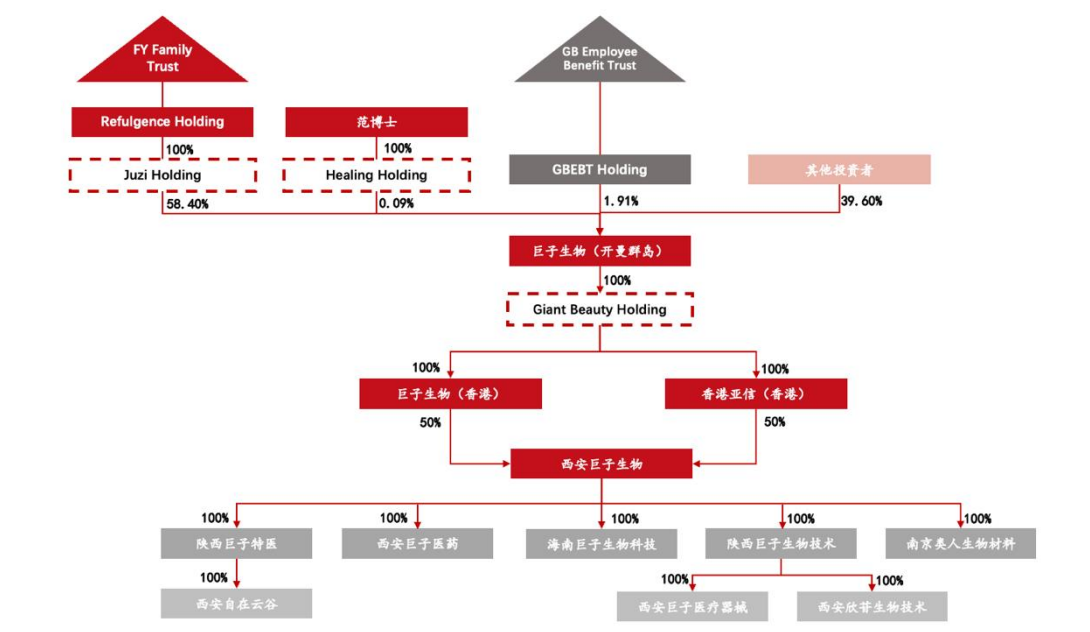 FY Family
Trust
GB Employee
Benefit Trust
Refulgence Holding
范博士
100%
100%
Juzi Holding
Healing Holding
GBEBT Holding
其他投资者
58.40%
0.09%
1.91%
39.60%
巨子生物（开曼群岛）
100%
Giant Beauty Holding
100%
100%
巨子生物（香港）
香港亚信（香港）
50%
50%
西安巨子生物
100%
100%
100%
100%
100%
陕西巨子特医
西安巨子医药
海南巨子生物科技
陕西巨子生物技术
南京类人生物材料
100%
100%
100%
西安自在云谷
西安巨子医疗器械
西安欣苷生物技术